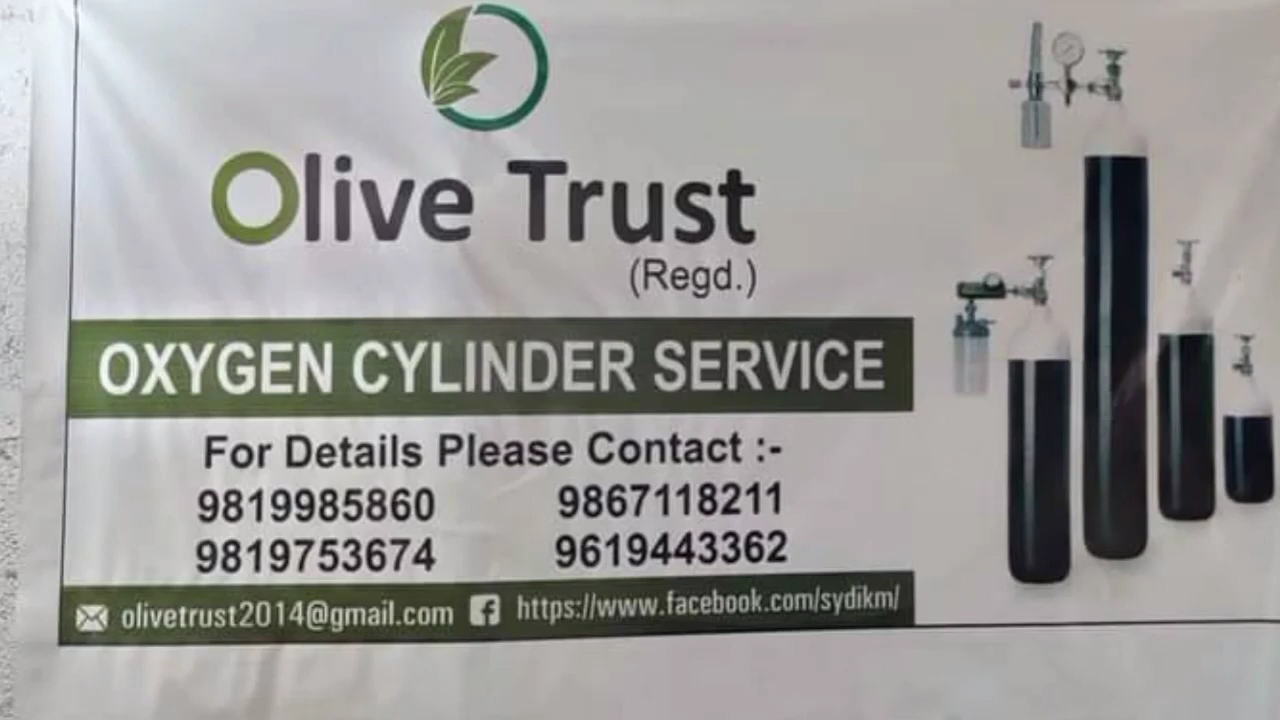 Olive Trust
(Regd.)
OXYGEN CYLINDER SERVICE
For Details Please Contact :-
9819985860 9867118211
9819753674 9619443362
olivetrust2014@gmail.com https://www.facebook.com/sydikm/